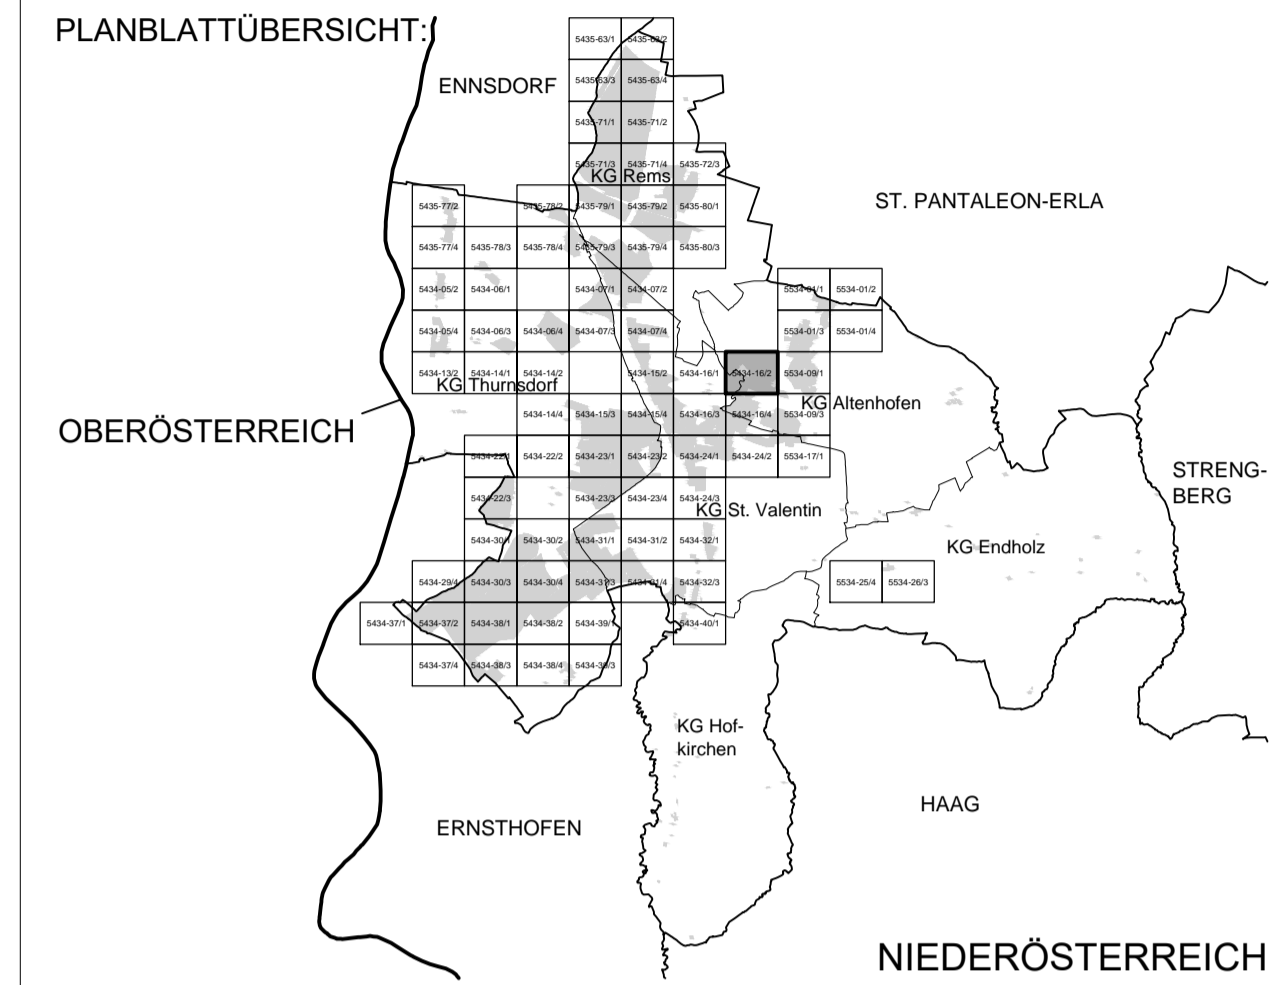 PLANBLATTÜBERSICHT:
5435-63/1 5435-63/2
ENNSDORF
5435-63/3 5435-63/4
5435-71/1 5435-71/2
5435-71/3 5435-71/4 5435-72/3
KG Rems
ST. PANTALEON-ERLA
5435-77/2 5435-78/2 5435-79/1 5435-79/2 5435-80/1
5435-77/4 5435-78/3 5435-78/4 5435-79/3 5435-79/4 5435-80/3
5434-05/2 5434-06/1 5434-07/1 5434-07/2 5534-01/1 5534-01/2
5434-05/4 5434-06/3 5434-06/4 5434-07/3 5434-07/4 5534-01/3 5534-01/4
5434-13/2 5434-14/1 5434-14/2 5434-15/2 5434-16/1 5434-16/2 5534-09/1
KG Thurnsdorf
KG Altenhofen
5434-14/4 5434-15/3 5434-15/4 5434-16/3 5434-16/4 5534-09/3
OBERÖSTERREICH
5434-22/1 5434-22/2 5434-23/1 5434-23/2 5434-24/1 5434-24/2 5534-17/1
STRENG-
BERG
5434-22/3 5434-23/3 5434-23/4 5434-24/3
KG St. Valentin
5434-30/1 5434-30/2 5434-31/1 5434-31/2 5434-32/1
KG Endholz
5434-29/4 5434-30/3 5434-30/4 5434-31/3 5434-31/4 5434-32/3 5534-25/4 5534-26/3
5434-37/1 5434-37/2 5434-38/1 5434-38/2 5434-39/1 5434-40/1
5434-37/4 5434-38/3 5434-38/4 5434-39/3
KG Hof-
kirchen
HAAG
ERNSTHOFEN
NIEDERÖSTERREICH